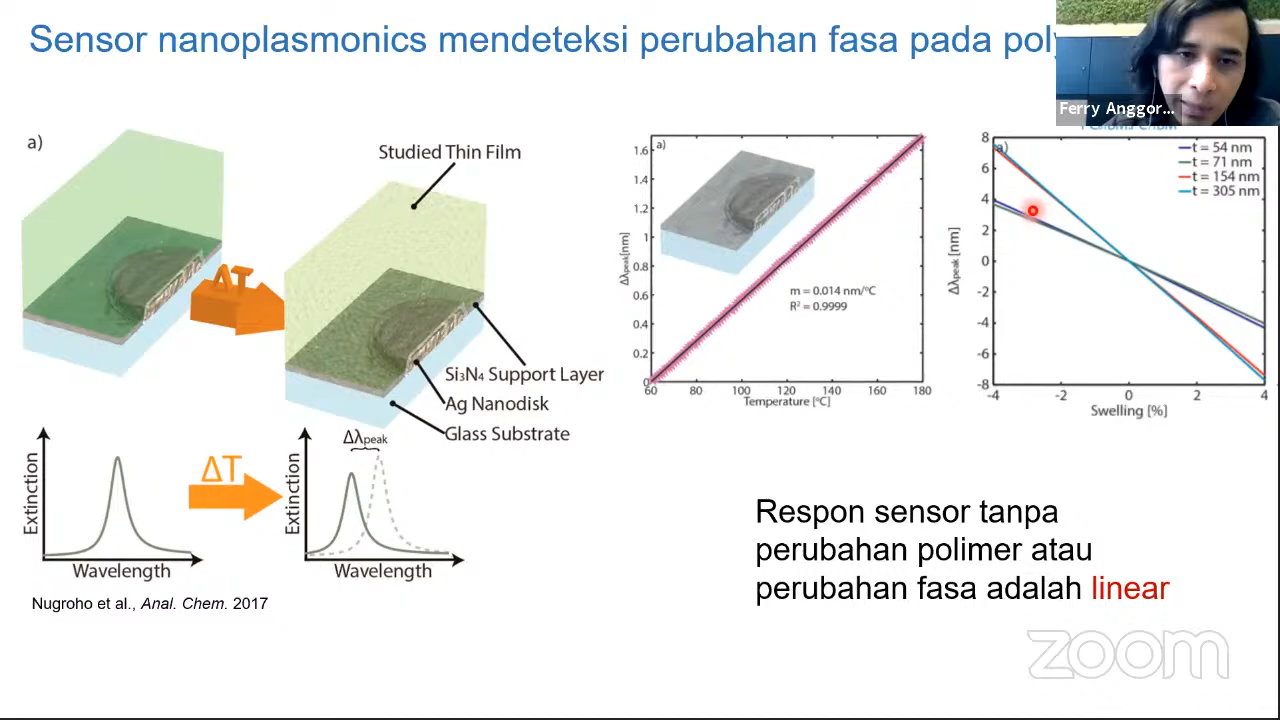 Sensor nanoplasmonics mendeteksi perubahan fasa pada
Ferry Anggor...
a)
Studied Thin Film
ΔT
Si₃N₄ Support Layer
Ag Nanodisk
Glass Substrate
Extinction
Wavelength
ΔT
Δλpeak
Extinction
Wavelength
Nugroho et al., Anal. Chem. 2017
a)
Δλpeak[nm]
1.6
1.4
1.2
1
0.8
0.6
0.4
0.2
0
60 80 100 120 140 160 180
Temperature [°C]
m = 0.014 nm/°C
R² = 0.9999
t = 54 nm
t = 71 nm
t = 154 nm
t = 305 nm
Δλpeak [nm]
8
6
4
2
0
-2
-4
-6
-8
-4 -2 0 2 4
Swelling [%]
Respon sensor tanpa
perubahan polimer atau
perubahan fasa adalah linear
zoom